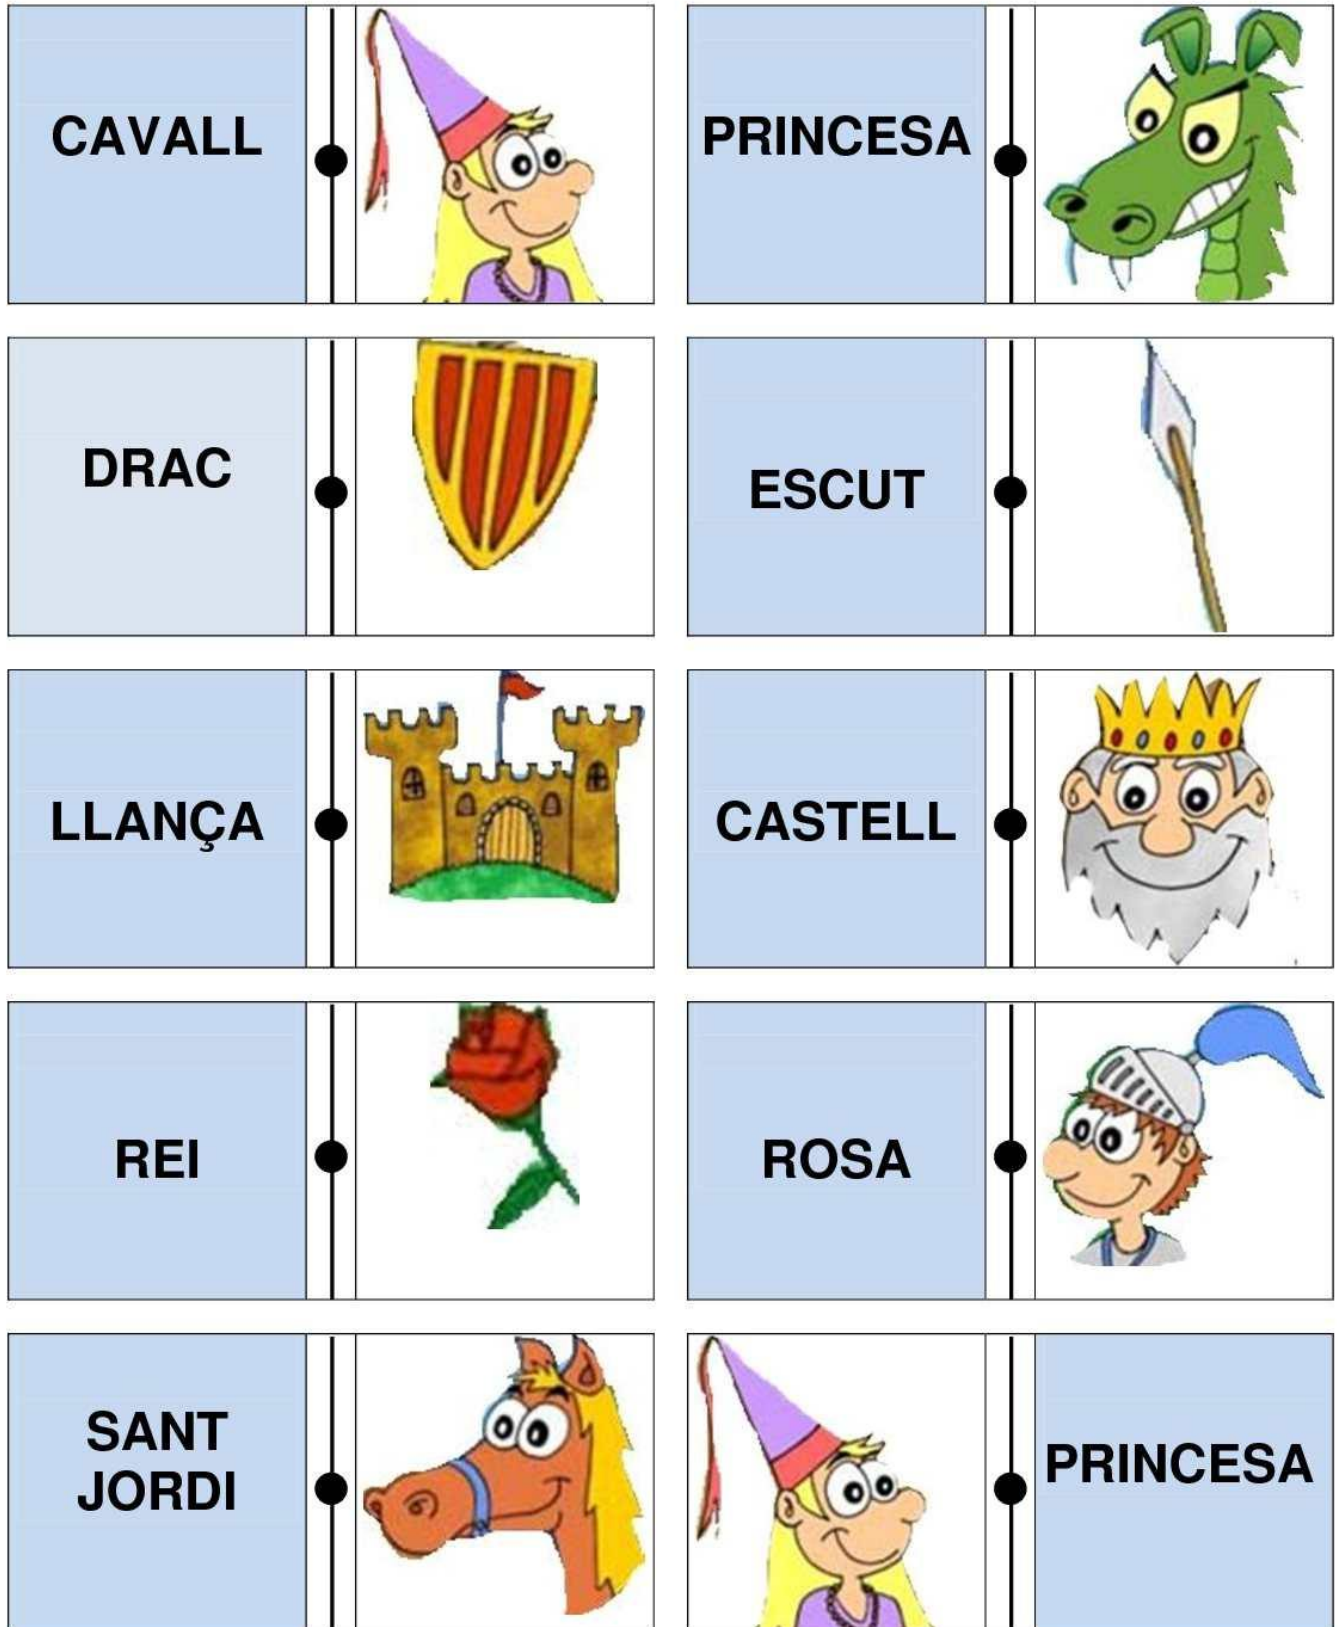 CAVALL
PRINCESA
DRAC
ESCUT
LLANÇA
CASTELL
REI
ROSA
SANT
JORDI
PRINCESA